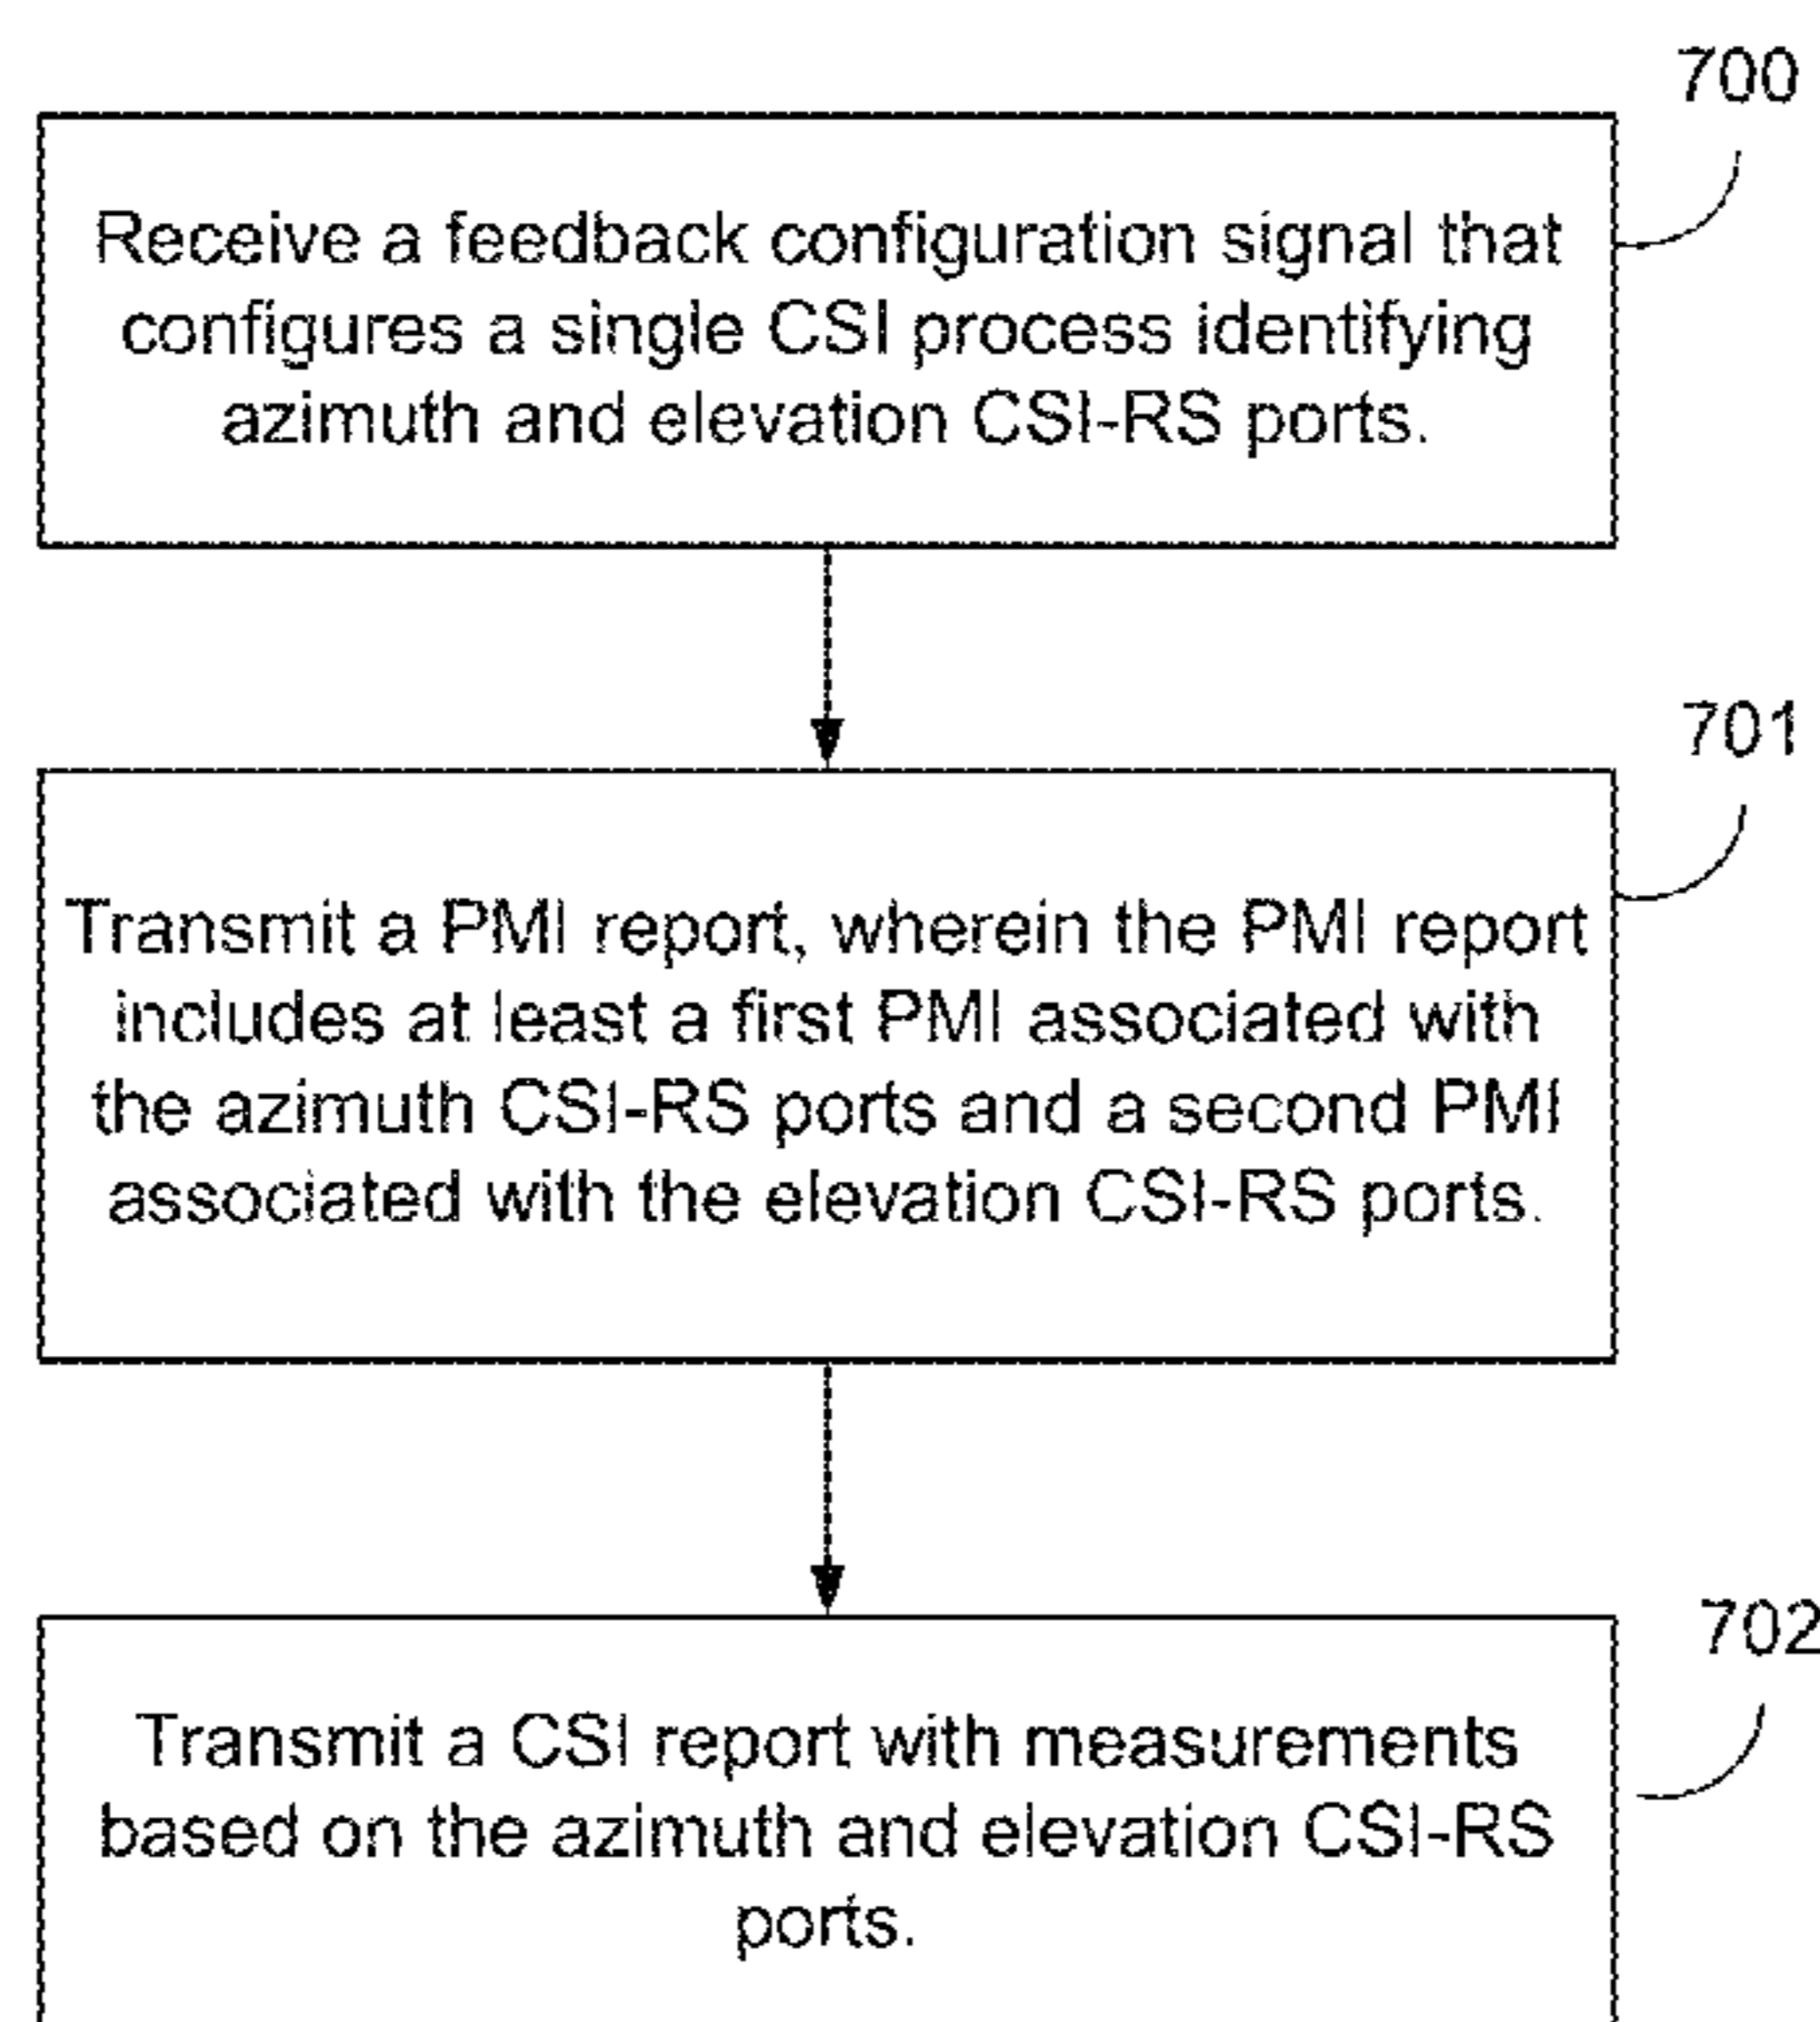 700
Receive a feedback configuration signal that
configures a single CSI process identifying
azimuth and elevation CSI-RS ports.
701
Transmit a PMI report, wherein the PMI report
includes at least a first PMI associated with
the azimuth CSI-RS ports and a second PMI
associated with the elevation CSI-RS ports.
702
Transmit a CSI report with measurements
based on the azimuth and elevation CSI-RS
ports.